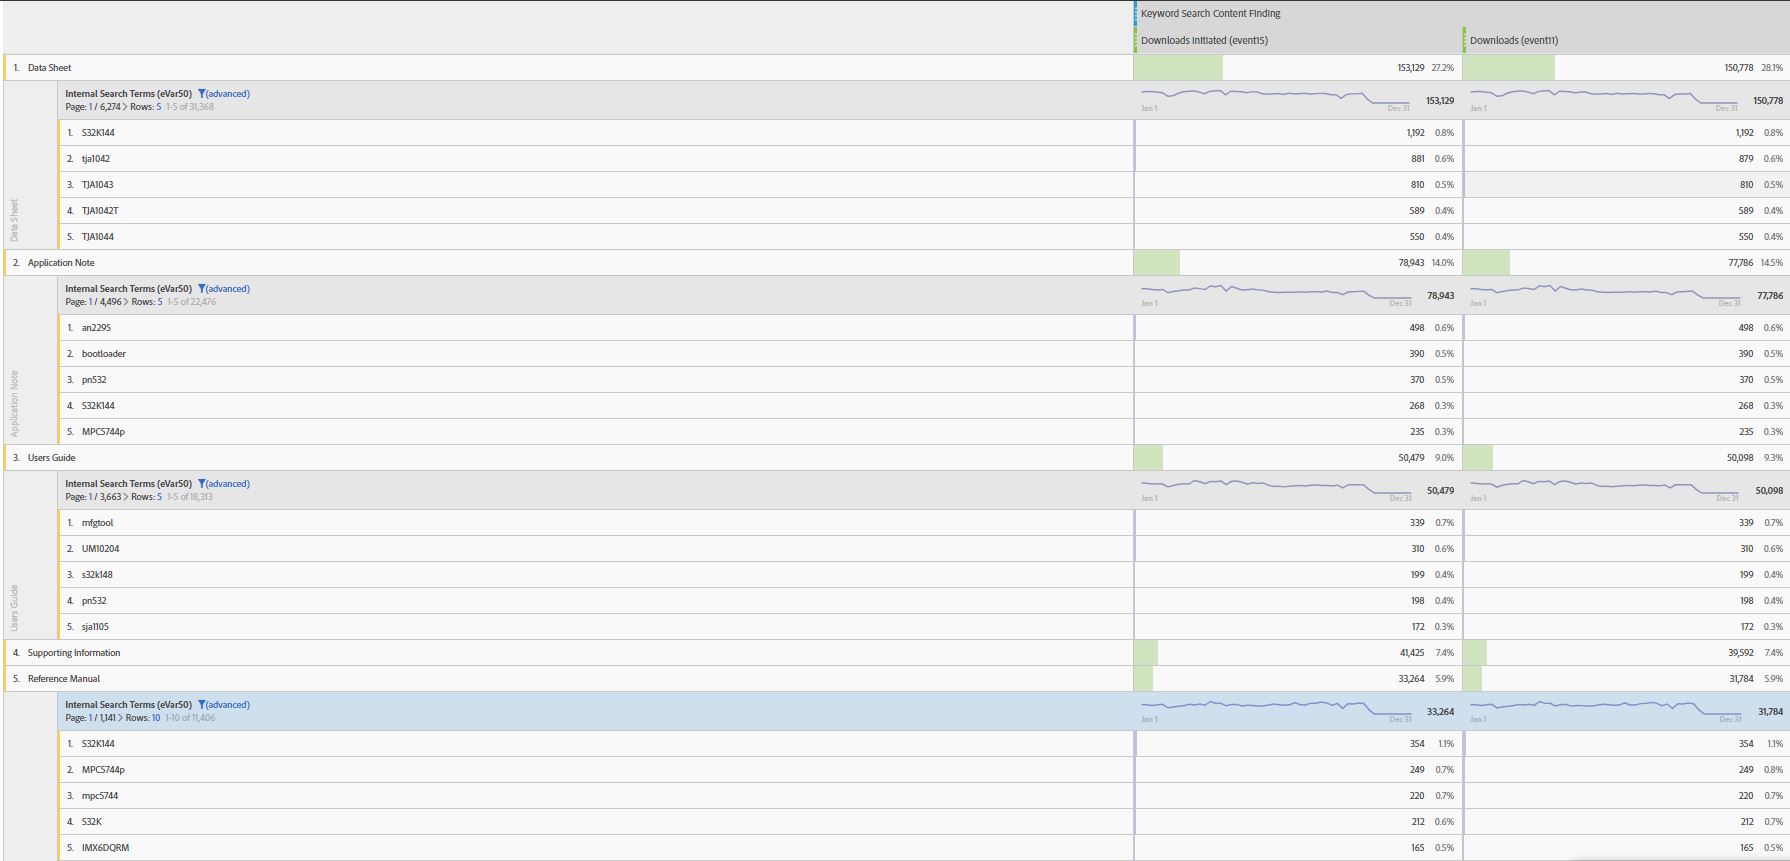 Keyword Search Content Finding
Downloads Initiated (event15) Downloads (event11)
1. Data Sheet 153,129 27.2% 150,778 28.1%
Internal Search Terms (eVar50) (advanced)
Page: 1 / 6,274 > Rows: 5 1-5 of 31,368
Jan 1 Dec 31 153,129 Jan 1 Dec 31 150,778
Data Sheet
1. S32K144 1,192 0.8% 1,192 0.8%
2. tja1042 881 0.6% 879 0.6%
3. TJA1043 810 0.5% 810 0.5%
4. TJA1042T 589 0.4% 589 0.4%
5. TJA1044 550 0.4% 550 0.4%
2. Application Note 78,943 14.0% 77,786 14.5%
Internal Search Terms (eVar50) (advanced)
Page: 1 / 4,496 > Rows: 5 1-5 of 22,476
Jan 1 Dec 31 78,943 Jan 1 Dec 31 77,786
Application Note
1. an2295 498 0.6% 498 0.6%
2. bootloader 390 0.5% 390 0.5%
3. pn532 370 0.5% 370 0.5%
4. S32K144 268 0.3% 268 0.3%
5. MPC5744p 235 0.3% 235 0.3%
3. Users Guide 50,479 9.0% 50,098 9.3%
Internal Search Terms (eVar50) (advanced)
Page: 1 / 3,663 > Rows: 5 1-5 of 18,313
Jan 1 Dec 31 50,479 Jan 1 Dec 31 50,098
Users Guide
1. mfgtool 339 0.7% 339 0.7%
2. UM10204 310 0.6% 310 0.6%
3. s32k148 199 0.4% 199 0.4%
4. pn532 198 0.4% 198 0.4%
5. sja1105 172 0.3% 172 0.3%
4. Supporting Information 41,425 7.4% 39,592 7.4%
5. Reference Manual 33,264 5.9% 31,784 5.9%
Internal Search Terms (eVar50) (advanced)
Page: 1 / 1,141 > Rows: 10 1-10 of 11,406
Jan 1 Dec 31 33,264 Jan 1 Dec 31 31,784
1. S32K144 354 1.1% 354 1.1%
2. MPC5744p 249 0.7% 249 0.8%
3. mpc5744 220 0.7% 220 0.7%
4. S32K 212 0.6% 212 0.7%
5. IMX6DQRM 165 0.5% 165 0.5%